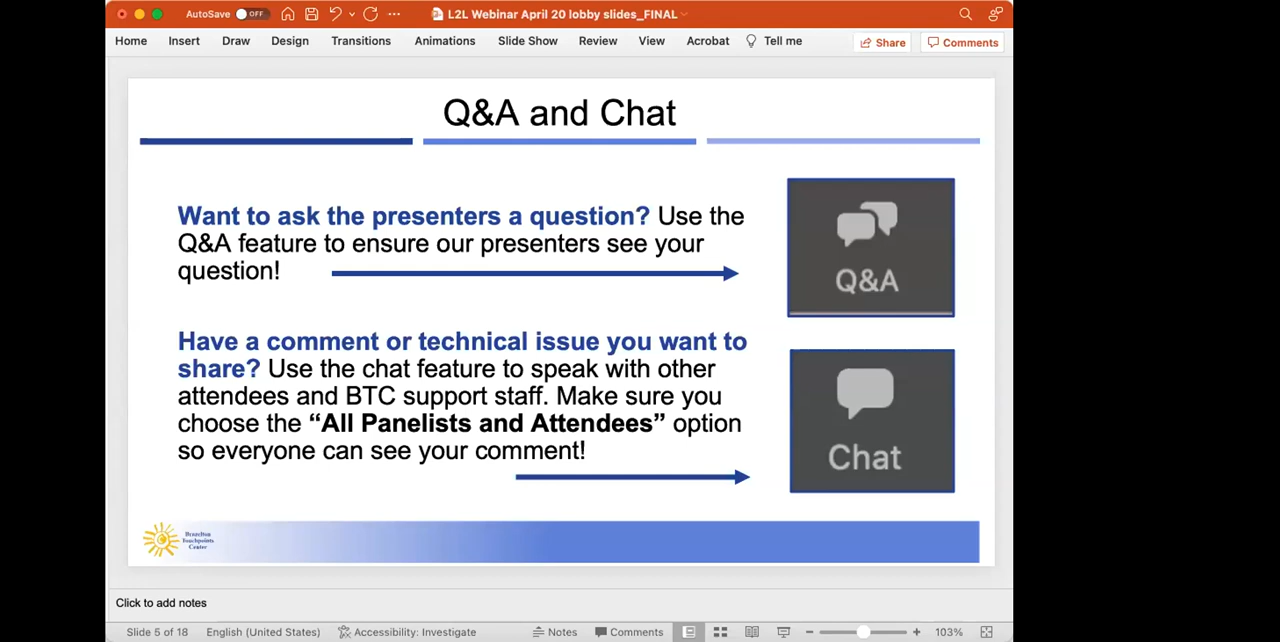 AutoSave OFF
L2L Webinar April 20 lobby slides_FINAL
Home Insert Draw Design Transitions Animations Slide Show Review View Acrobat Tell me Share Comments
Q&A and Chat
Want to ask the presenters a question? Use the
Q&A feature to ensure our presenters see your
question!
Q&A
Have a comment or technical issue you want to
share? Use the chat feature to speak with other
attendees and BTC support staff. Make sure you
choose the “All Panelists and Attendees” option
so everyone can see your comment!
Chat
Brazelton
Touchpoints
Center
Click to add notes
Slide 5 of 18 English (United States) Accessibility: Investigate Notes Comments 103%